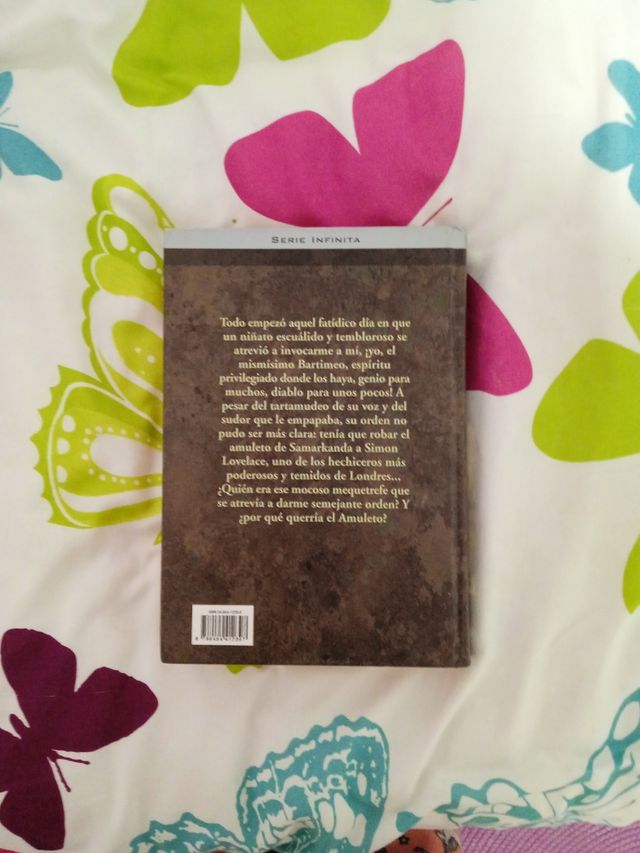 SERIE INFINITA
Todo empezó aquel fatídico día en que
un niñato escuálido y tembloroso se
atrevió a invocarme a mí, ¡yo, el
mismísimo Bartimeo, espíritu
privilegiado donde los haya, genio para
muchos, diablo para unos pocos! A
pesar del tartamudeo de su voz y del
sudor que le empapaba, su orden no
pudo ser más clara: tenía que robar el
amuleto de Samarkanda a Simon
Lovelace, uno de los hechiceros más
poderosos y temidos de Londres...
¿Quién era ese mocoso mequetrefe que
se atrevía a darme semejante orden? Y
¿por qué querría el Amuleto?